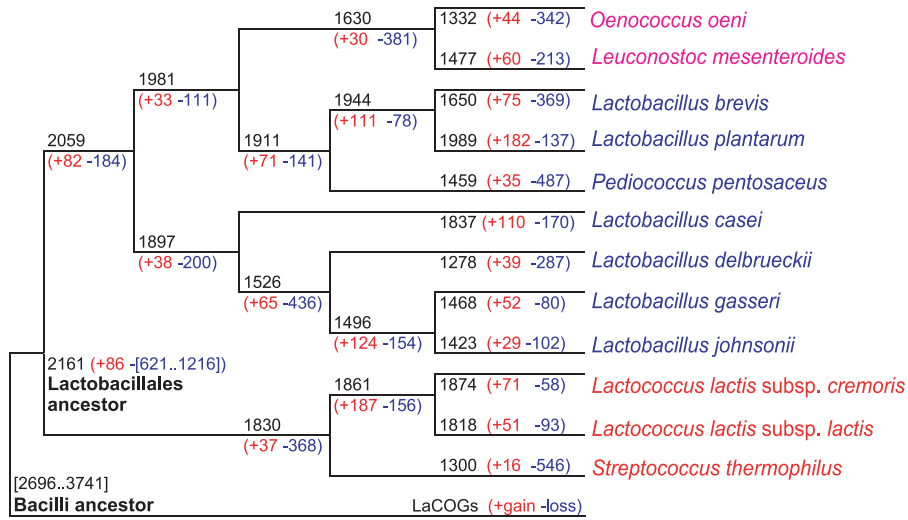 1630
(+30 -381)
1332 (+44 -342) Oenococcus oeni
1477 (+60 -213) Leuconostoc mesenteroides
1981
(+33 -111)
1944
(+111 -78)
1650 (+75 -369) Lactobacillus brevis
1989 (+182 -137) Lactobacillus plantarum
1911
(+71 -141)
1459 (+35 -487) Pediococcus pentosaceus
2059
(+82 -184)
1837 (+110 -170) Lactobacillus casei
1897
(+38 -200)
1278 (+39 -287) Lactobacillus delbrueckii
1526
(+65 -436)
1468 (+52 -80) Lactobacillus gasseri
1496
(+124 -154)
1423 (+29 -102) Lactobacillus johnsonii
2161 (+86 -[621..1216])
Lactobacillales
ancestor
1861
(+187 -156)
1874 (+71 -58) Lactococcus lactis subsp. cremoris
1818 (+51 -93) Lactococcus lactis subsp. lactis
1830
(+37 -368)
1300 (+16 -546) Streptococcus thermophilus
[2696..3741]
Bacilli ancestor
LaCOGs (+gain -loss)